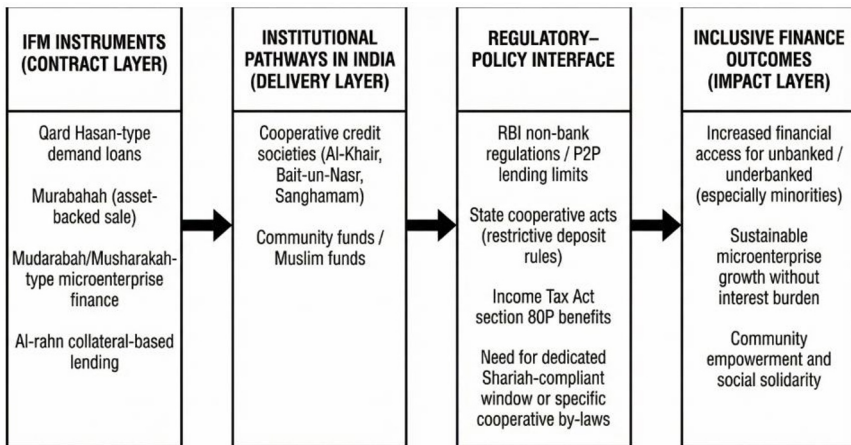 IFM INSTRUMENTS
(CONTRACT LAYER)
Qard Hasan-type
demand loans
Murabahah (asset-
backed sale)
Mudarabah/Musharakah-
type microenterprise
finance
Al-rahn collateral-based
lending
INSTITUTIONAL
PATHWAYS IN INDIA
(DELIVERY LAYER)
Cooperative credit
societies (Al-Khair,
Bait-un-Nasr,
Sanghamam)
Community funds /
Muslim funds
REGULATORY–
POLICY INTERFACE
RBI non-bank
regulations / P2P
lending limits
State cooperative acts
(restrictive deposit
rules)
Income Tax Act
section 80P benefits
Need for dedicated
Shariah-compliant
window or specific
cooperative by-laws
INCLUSIVE FINANCE
OUTCOMES
(IMPACT LAYER)
Increased financial
access for unbanked /
underbanked
(especially minorities)
Sustainable
microenterprise
growth without
interest burden
Community
empowerment and
social solidarity